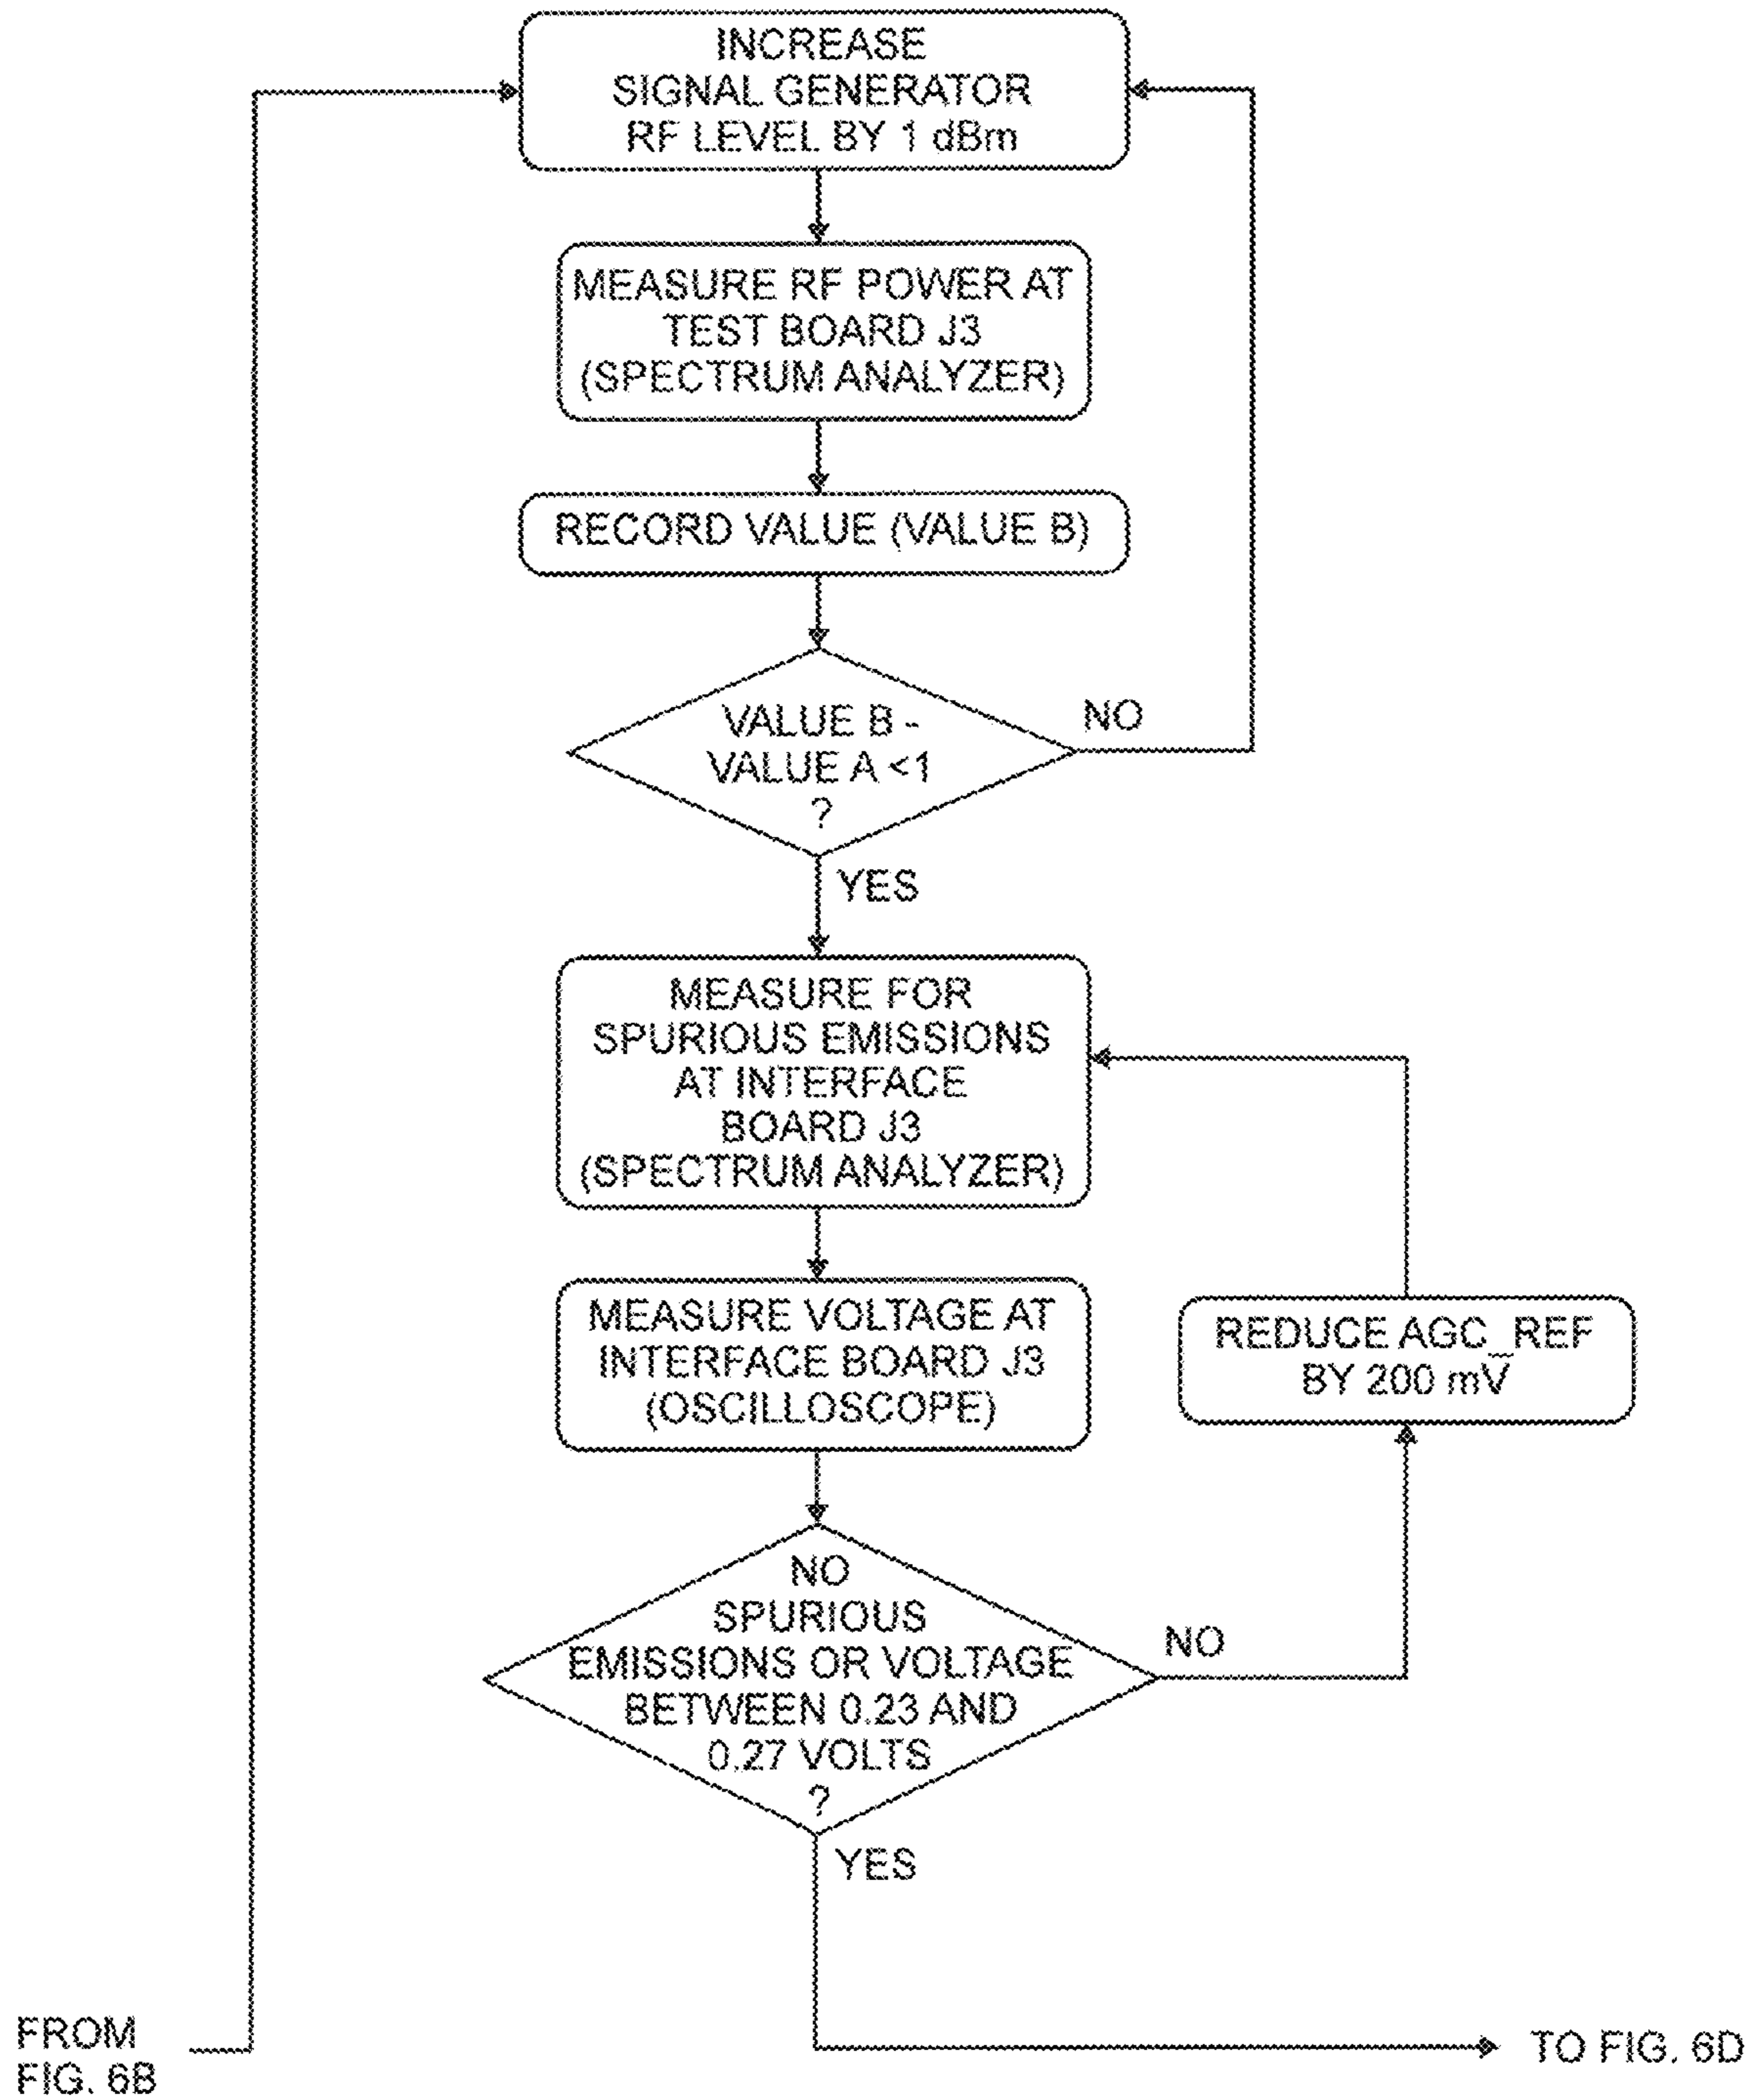 INCREASE
SIGNAL GENERATOR
RF LEVEL BY 1 dBm
MEASURE RF POWER AT
TEST BOARD J3
(SPECTRUM ANALYZER)
RECORD VALUE (VALUE B)
VALUE B -
VALUE A <1
?
NO
YES
MEASURE FOR
SPURIOUS EMISSIONS
AT INTERFACE
BOARD J3
(SPECTRUM ANALYZER)
MEASURE VOLTAGE AT
INTERFACE BOARD J3
(OSCILLOSCOPE)
REDUCE AGC_REF
BY 200 mV
NO
SPURIOUS
EMISSIONS OR VOLTAGE
BETWEEN 0.23 AND
0.27 VOLTS
?
NO
YES
FROM
FIG. 6B
TO FIG. 6D